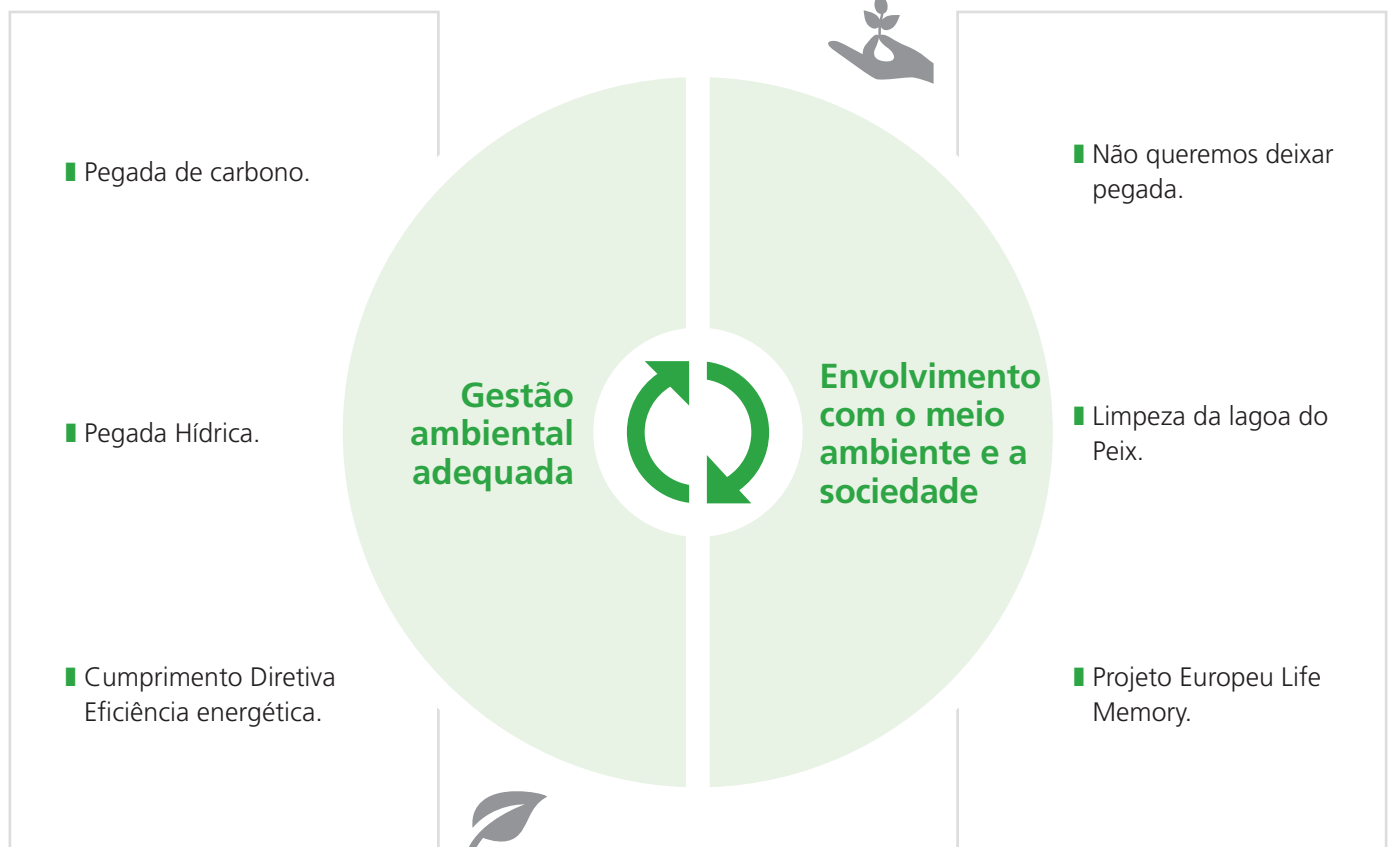 Pegada de carbono.
Pegada Hídrica.
Cumprimento Diretiva
Eficiência energética.
Gestão
ambiental
adequada
Envolvimento
com o meio
ambiente e a
sociedade
Não queremos deixar
pegada.
Limpeza da lagoa do
Peix.
Projeto Europeu Life
Memory.